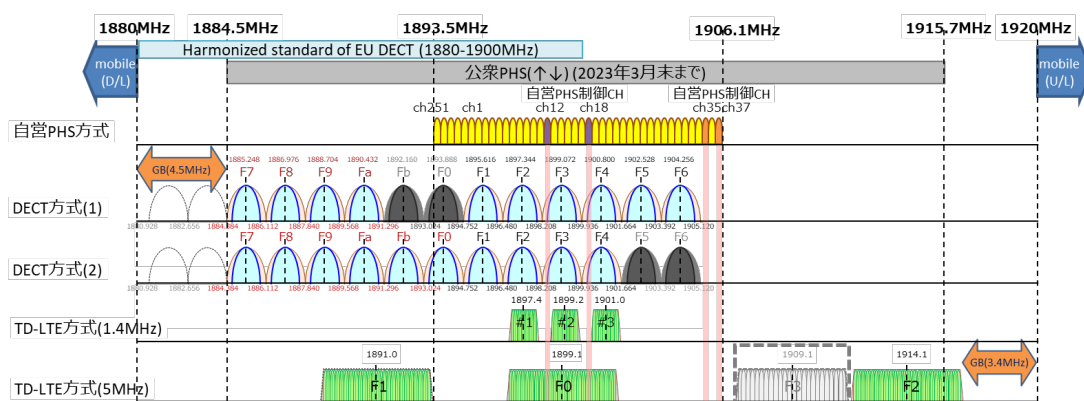 1880MHz 1884.5MHz 1893.5MHz 1906.1MHz 1915.7MHz 1920MHz
mobile
(D/L)
Harmonized standard of EU DECT (1880-1900MHz)
mobile
(U/L)
公衆PHS(↑↓) (2023年3月末まで)
自営PHS制御CH 自営PHS制御CH
ch251 ch1 ch12 ch18 ch35 ch37
自営PHS方式
GB(4.5MHz)
1885.248 1886.976 1888.704 1890.432 1892.160 1893.888 1895.616 1897.344 1899.072 1900.800 1902.528 1904.256
F7 F8 F9 Fa Fb F0 F1 F2 F3 F4 F5 F6
DECT方式(1)
1880.928 1882.656 1884.384 1886.112 1887.840 1889.568 1891.296 1893.024 1894.752 1896.480 1898.208 1899.936 1901.664 1903.392 1905.120
F7 F8 F9 Fa Fb F0 F1 F2 F3 F4 F5 F6
DECT方式(2)
1880.928 1882.656 1884.384 1886.112 1887.840 1889.568 1891.296 1893.024 1894.752 1896.480 1898.208 1899.936 1901.664 1903.392 1905.120
1897.4 1899.2 1901.0
TD-LTE方式(1.4MHz) #1 #2 #3
1891.0 1899.1 1909.1 1914.1
GB(3.4MHz)
TD-LTE方式(5MHz) F1 F0 F3 F2